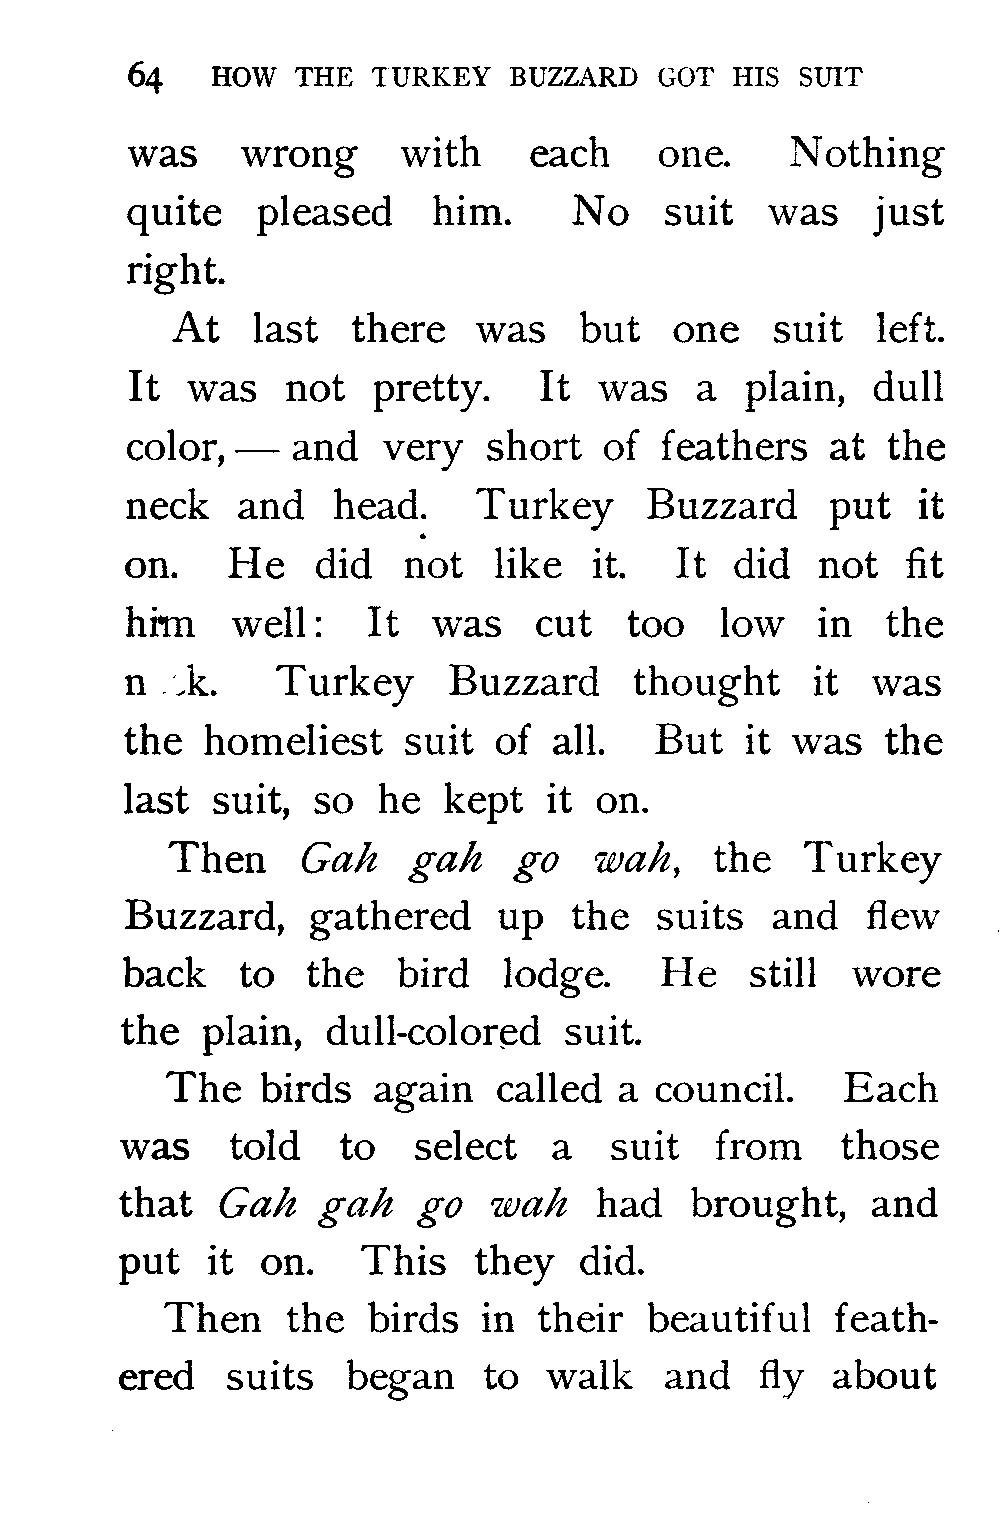 64 HOW THE TURKEY BUZZARD GOT HIS SUIT
was wrong with each one. Nothing
quite pleased him. No suit was just
right.
At last there was but one suit left.
It was not pretty. It was a plain, dull
color, — and very short of feathers at the
neck and head. Turkey Buzzard put it
on. He did not like it. It did not fit
him well: It was cut too low in the
Turkey Buzzard thought it was
the homeliest suit of all. But it was the
last suit, so he kept it on.
Then Gah gah go wah, the Turkey
Buzzard, gathered up the suits and flew
back to the bird lodge. He still wore
the plain, dull-colored suit.
The birds again called a council. Each
was told to select a suit from those
that Gah gah go wah had brought, and
put it on. This they did.
Then the birds in their beautiful feath-
ered suits began to walk and fly about